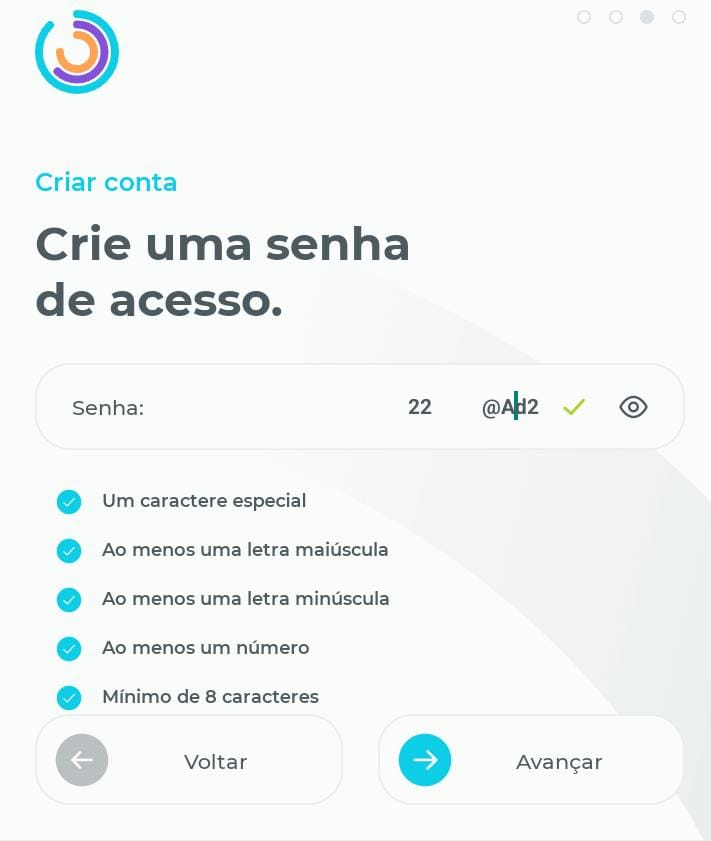 Criar conta
Crie uma senha
de acesso.
Senha: 22 @Ad2
Um caractere especial
Ao menos uma letra maiúscula
Ao menos uma letra minúscula
Ao menos um número
Mínimo de 8 caracteres
Voltar Avançar